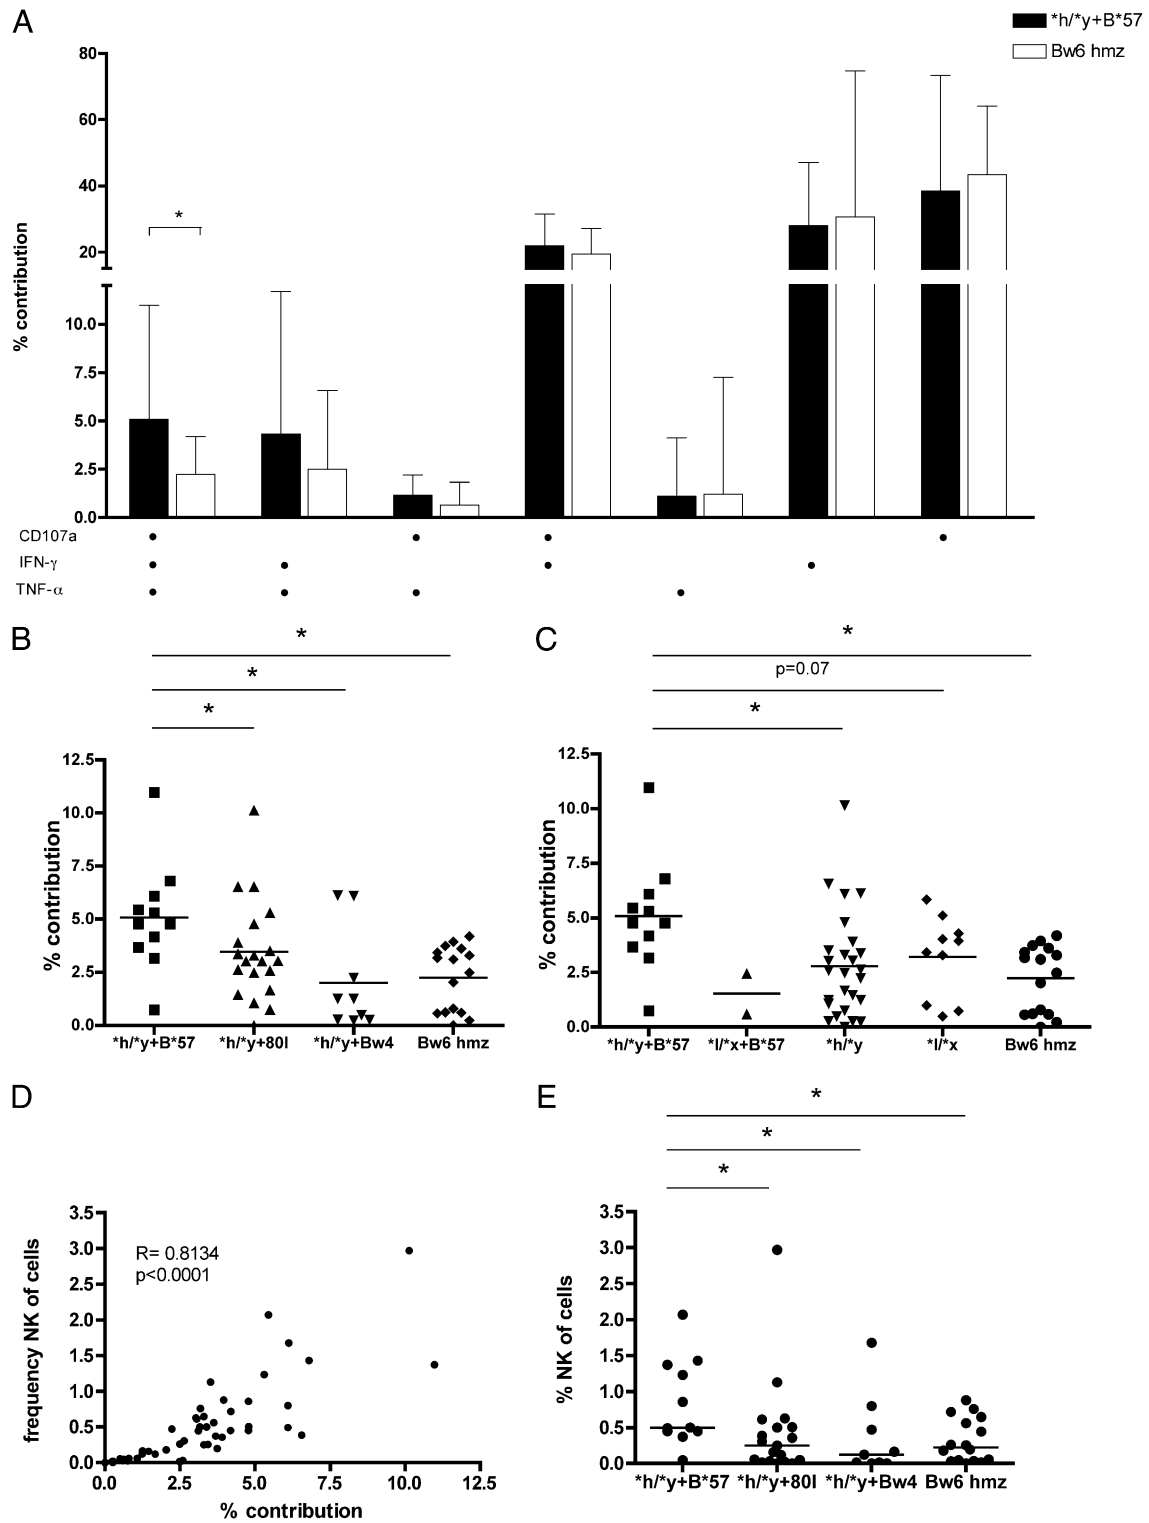 A
*h/*y+B*57
Bw6 hmz
80
60
40
20
10.0
7.5
5.0
2.5
0.0
% contribution
*
CD107a
IFN-γ
TNF-α
B
*
*
*
12.5
10.0
7.5
5.0
2.5
0.0
% contribution
*h/*y+B*57 *h/*y+80I *h/*y+Bw4 Bw6 hmz
C
*
p=0.07
*
12.5
10.0
7.5
5.0
2.5
0.0
% contribution
*h/*y+B*57 *l/*x+B*57 *h/*y *l/*x Bw6 hmz
D
3.5
3.0
2.5
2.0
1.5
1.0
0.5
0.0
frequency NK of cells
R= 0.8134
p<0.0001
0.0 2.5 5.0 7.5 10.0 12.5
% contribution
E
*
*
*
3.5
3.0
2.5
2.0
1.5
1.0
0.5
0.0
% NK of cells
*h/*y+B*57 *h/*y+80I *h/*y+Bw4 Bw6 hmz